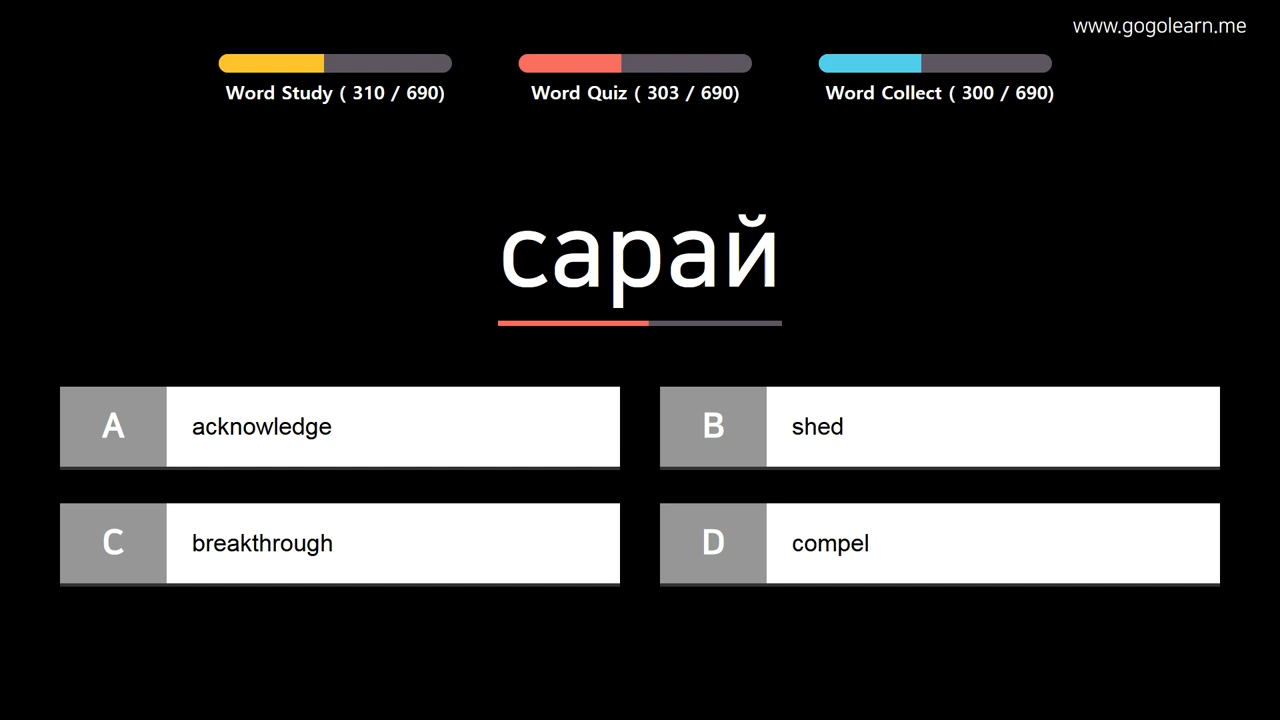 www.gogolearn.me
Word Study ( 310 / 690)
Word Quiz ( 303 / 690)
Word Collect ( 300 / 690)
сарай
A acknowledge
B shed
C breakthrough
D compel